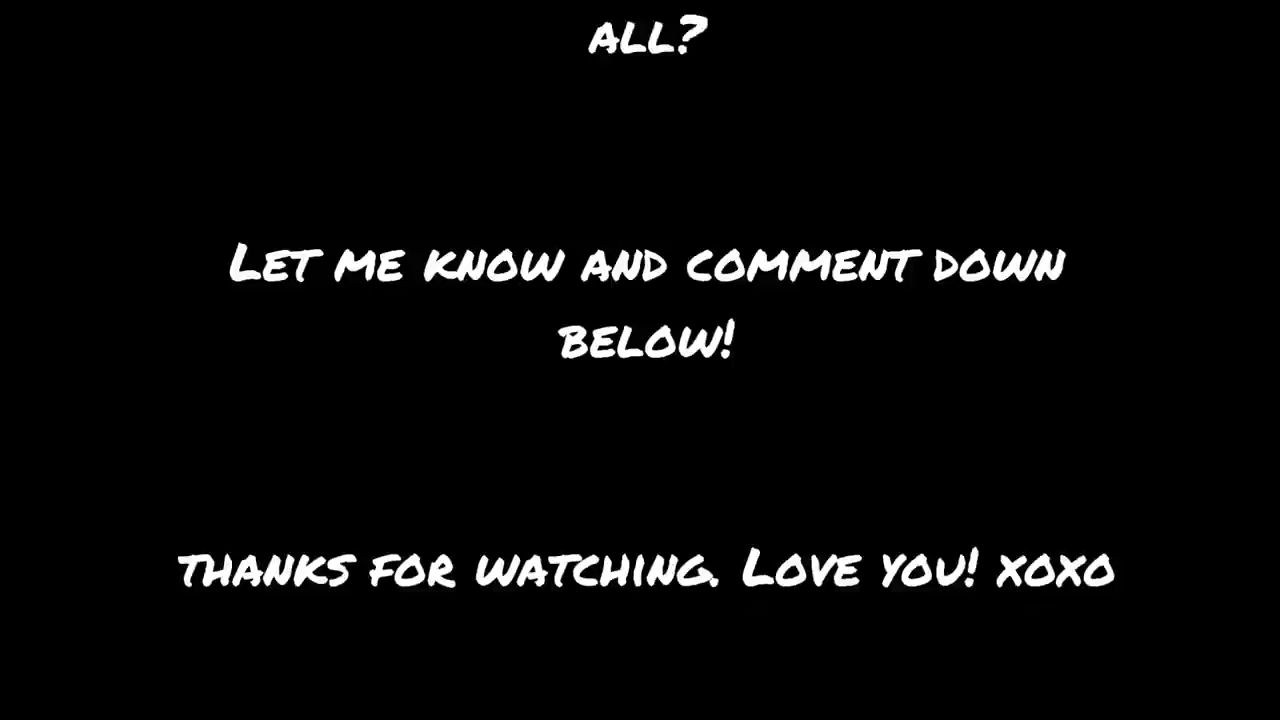 ALL?
LET ME KNOW AND COMMENT DOWN
BELOW!
THANKS FOR WATCHING. LOVE YOU! XOXO